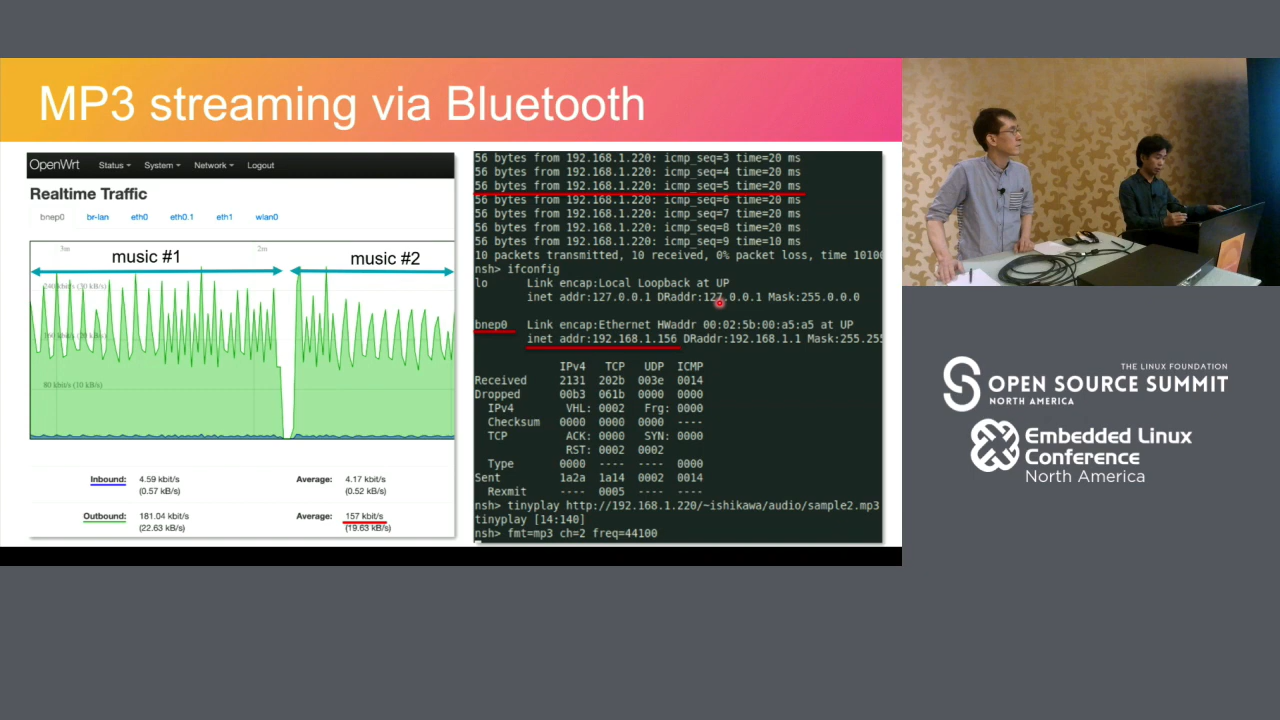 MP3 streaming via Bluetooth
OpenWrt Status System Network Logout
Realtime Traffic
bnep0 br-lan eth0 eth0.1 eth1 wlan0
3m 2m
music #1 music #2
240 kbit/s (30 kB/s)
160 kbit/s (20 kB/s)
80 kbit/s (10 kB/s)
Inbound: 4.59 kbit/s Average: 4.17 kbit/s
(0.57 kB/s) (0.52 kB/s)
Outbound: 181.04 kbit/s Average: 157 kbit/s
(22.63 kB/s) (19.63 kB/s)
56 bytes from 192.168.1.220: icmp_seq=3 time=20 ms
56 bytes from 192.168.1.220: icmp_seq=4 time=20 ms
56 bytes from 192.168.1.220: icmp_seq=5 time=20 ms
56 bytes from 192.168.1.220: icmp_seq=6 time=20 ms
56 bytes from 192.168.1.220: icmp_seq=7 time=20 ms
56 bytes from 192.168.1.220: icmp_seq=8 time=20 ms
56 bytes from 192.168.1.220: icmp_seq=9 time=10 ms
10 packets transmitted, 10 received, 0% packet loss, time 10100
nsh> ifconfig
lo Link encap:Local Loopback at UP
inet addr:127.0.0.1 DRaddr:127.0.0.1 Mask:255.0.0.0
bnep0 Link encap:Ethernet HWaddr 00:02:5b:00:a5:a5 at UP
inet addr:192.168.1.156 DRaddr:192.168.1.1 Mask:255.255
IPv4 TCP UDP ICMP
Received 2131 202b 003e 0014
Dropped 00b3 061b 0000 0000
IPv4 VHL: 0002 Frg: 0000
Checksum 0000 0000 0000 ----
TCP ACK: 0000 SYN: 0000
RST: 0002 0002
Type 0000 ---- ---- 0000
Sent 1a2a 1a14 0002 0014
Rexmit ---- 0005 ---- ----
nsh> tinyplay http://192.168.1.220/~ishikawa/audio/sample2.mp3
tinyplay [14:140]
nsh> fmt=mp3 ch=2 freq=44100
THE LINUX FOUNDATION
OPEN SOURCE SUMMIT
NORTH AMERICA
Embedded Linux
Conference
North America